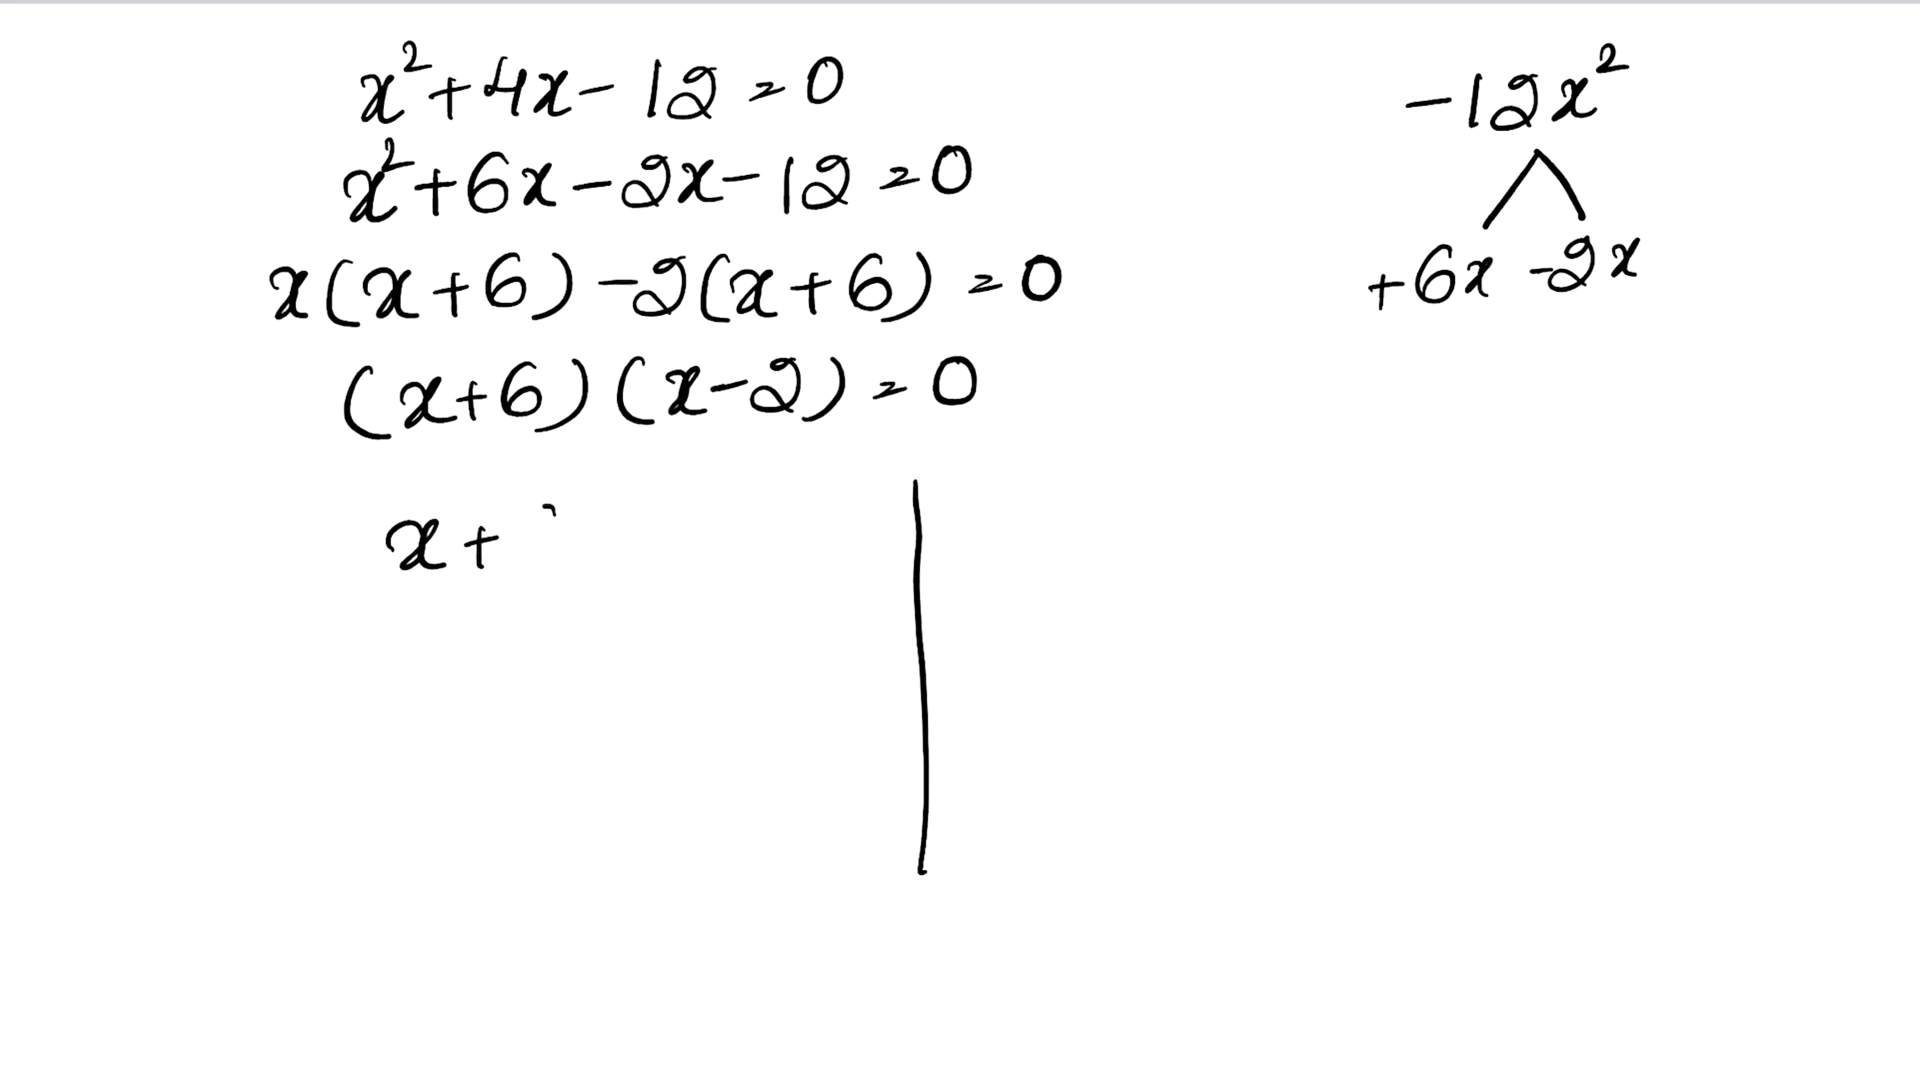 x²+4x-12=0
x²+6x-2x-12=0
x(x+6)-2(x+6)=0
(x+6)(x-2)=0
x+
-12x²
+6x -2x